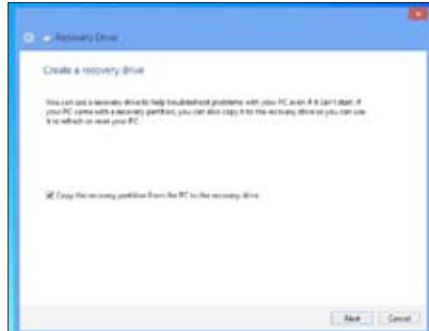 Recovery Drive
Create a recovery drive
You can use a recovery drive to help troubleshoot problems with your PC even if it can't start. If
your PC came with a recovery partition, you can also copy it to the recovery drive so you can use
it to refresh or reset your PC.
Copy the recovery partition from the PC to the recovery drive
Next
Cancel